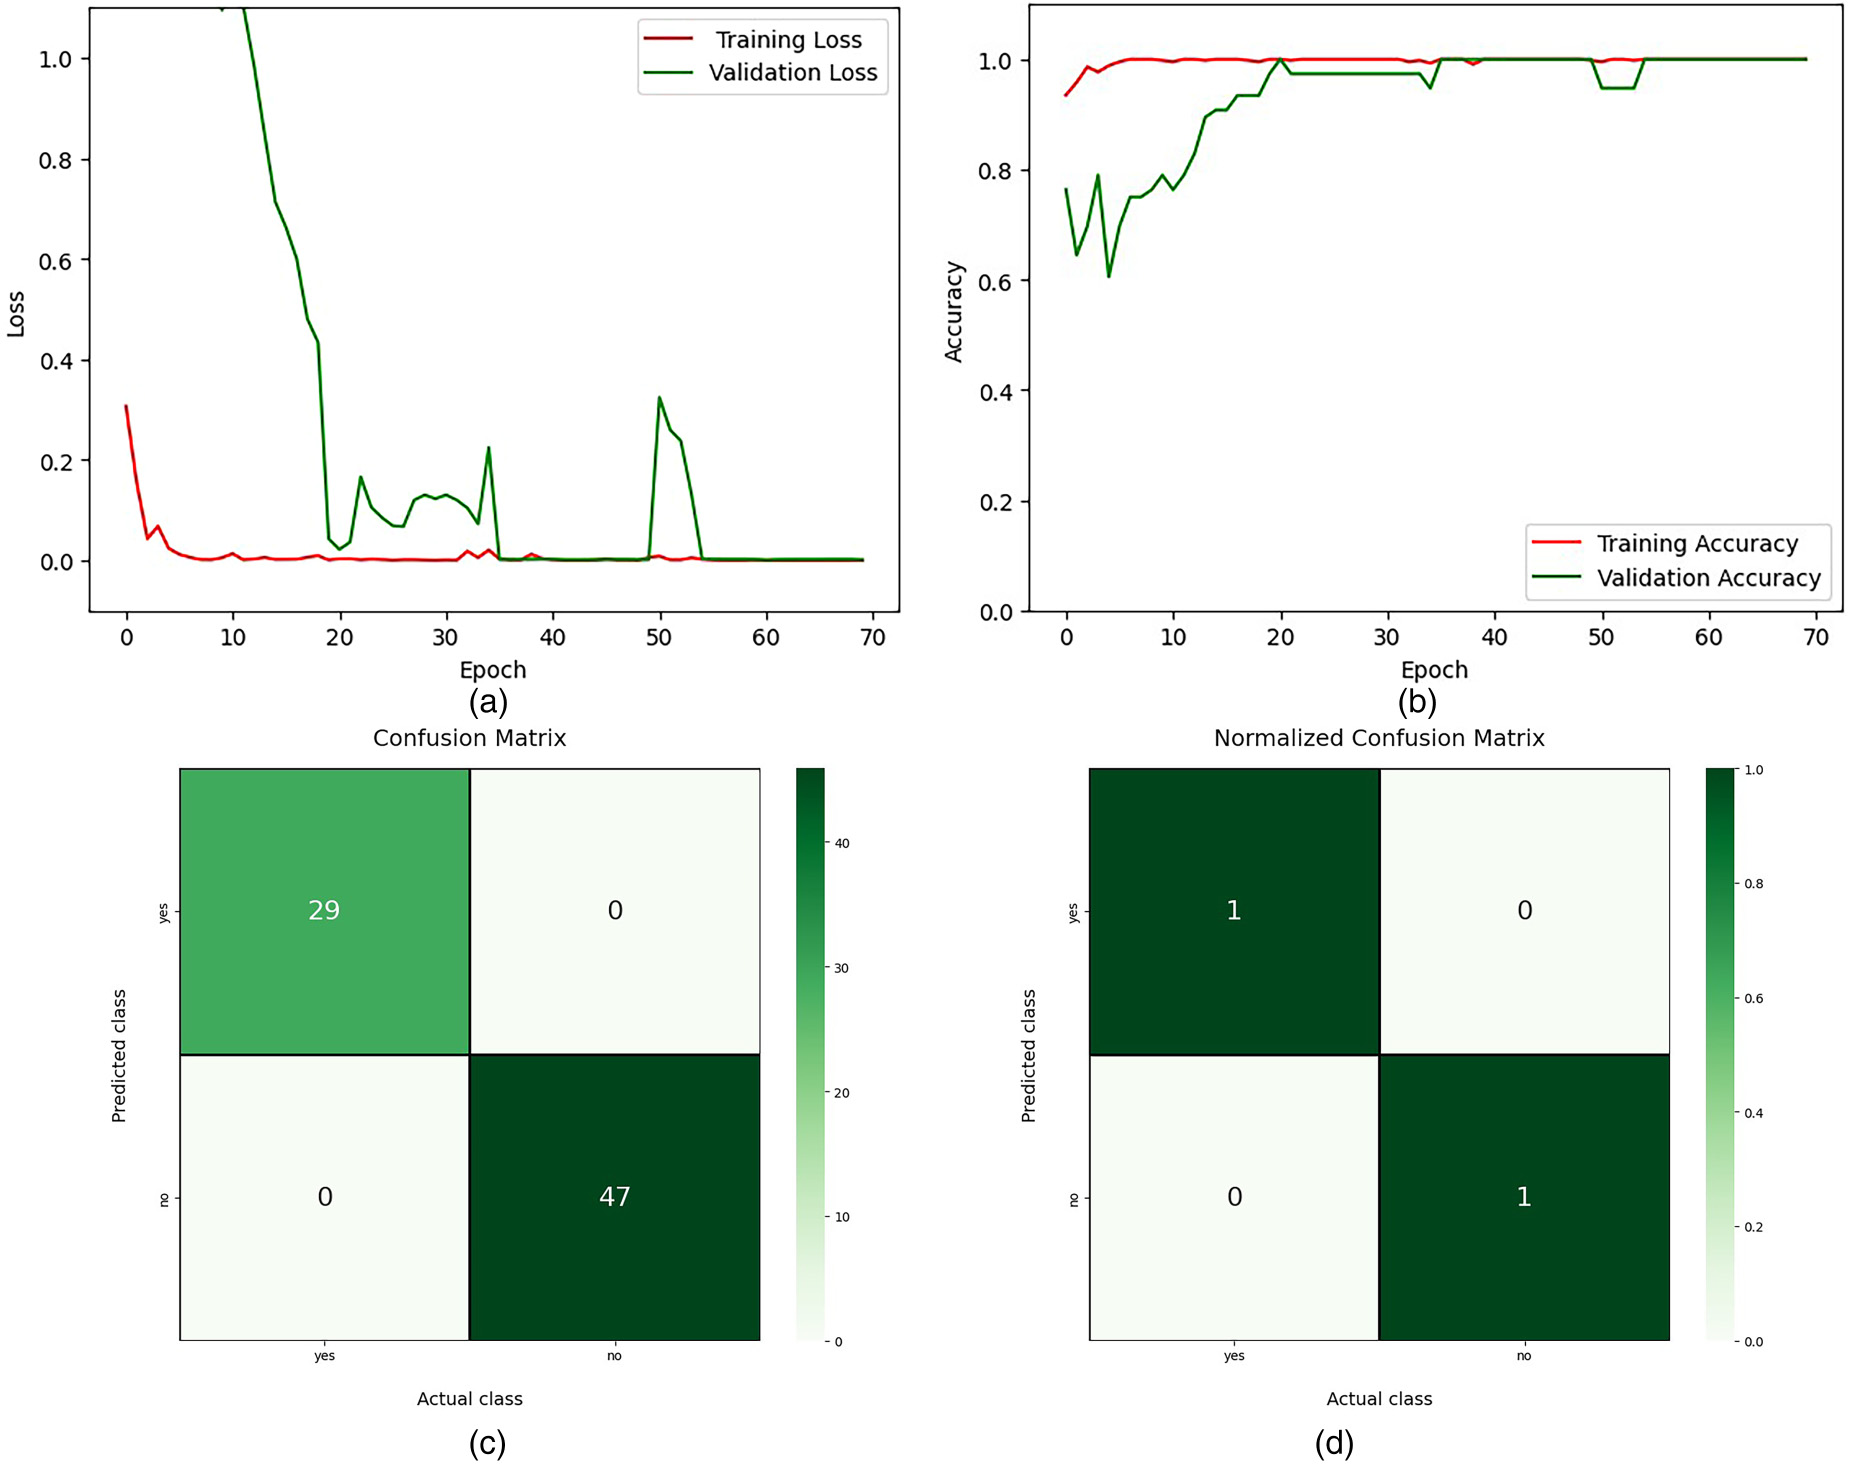 Training Loss
Validation Loss
1.0
0.8
0.6
0.4
0.2
0.0
Loss
0 10 20 30 40 50 60 70
Epoch
(a)
1.0
0.8
0.6
0.4
0.2
0.0
Accuracy
Training Accuracy
Validation Accuracy
0 10 20 30 40 50 60 70
Epoch
(b)
Confusion Matrix
29 0
0 47
yes
no
Predicted class
yes no
Actual class
40
30
20
10
0
(c)
Normalized Confusion Matrix
1 0
0 1
yes
no
Predicted class
yes no
Actual class
1.0
0.8
0.6
0.4
0.2
0.0
(d)